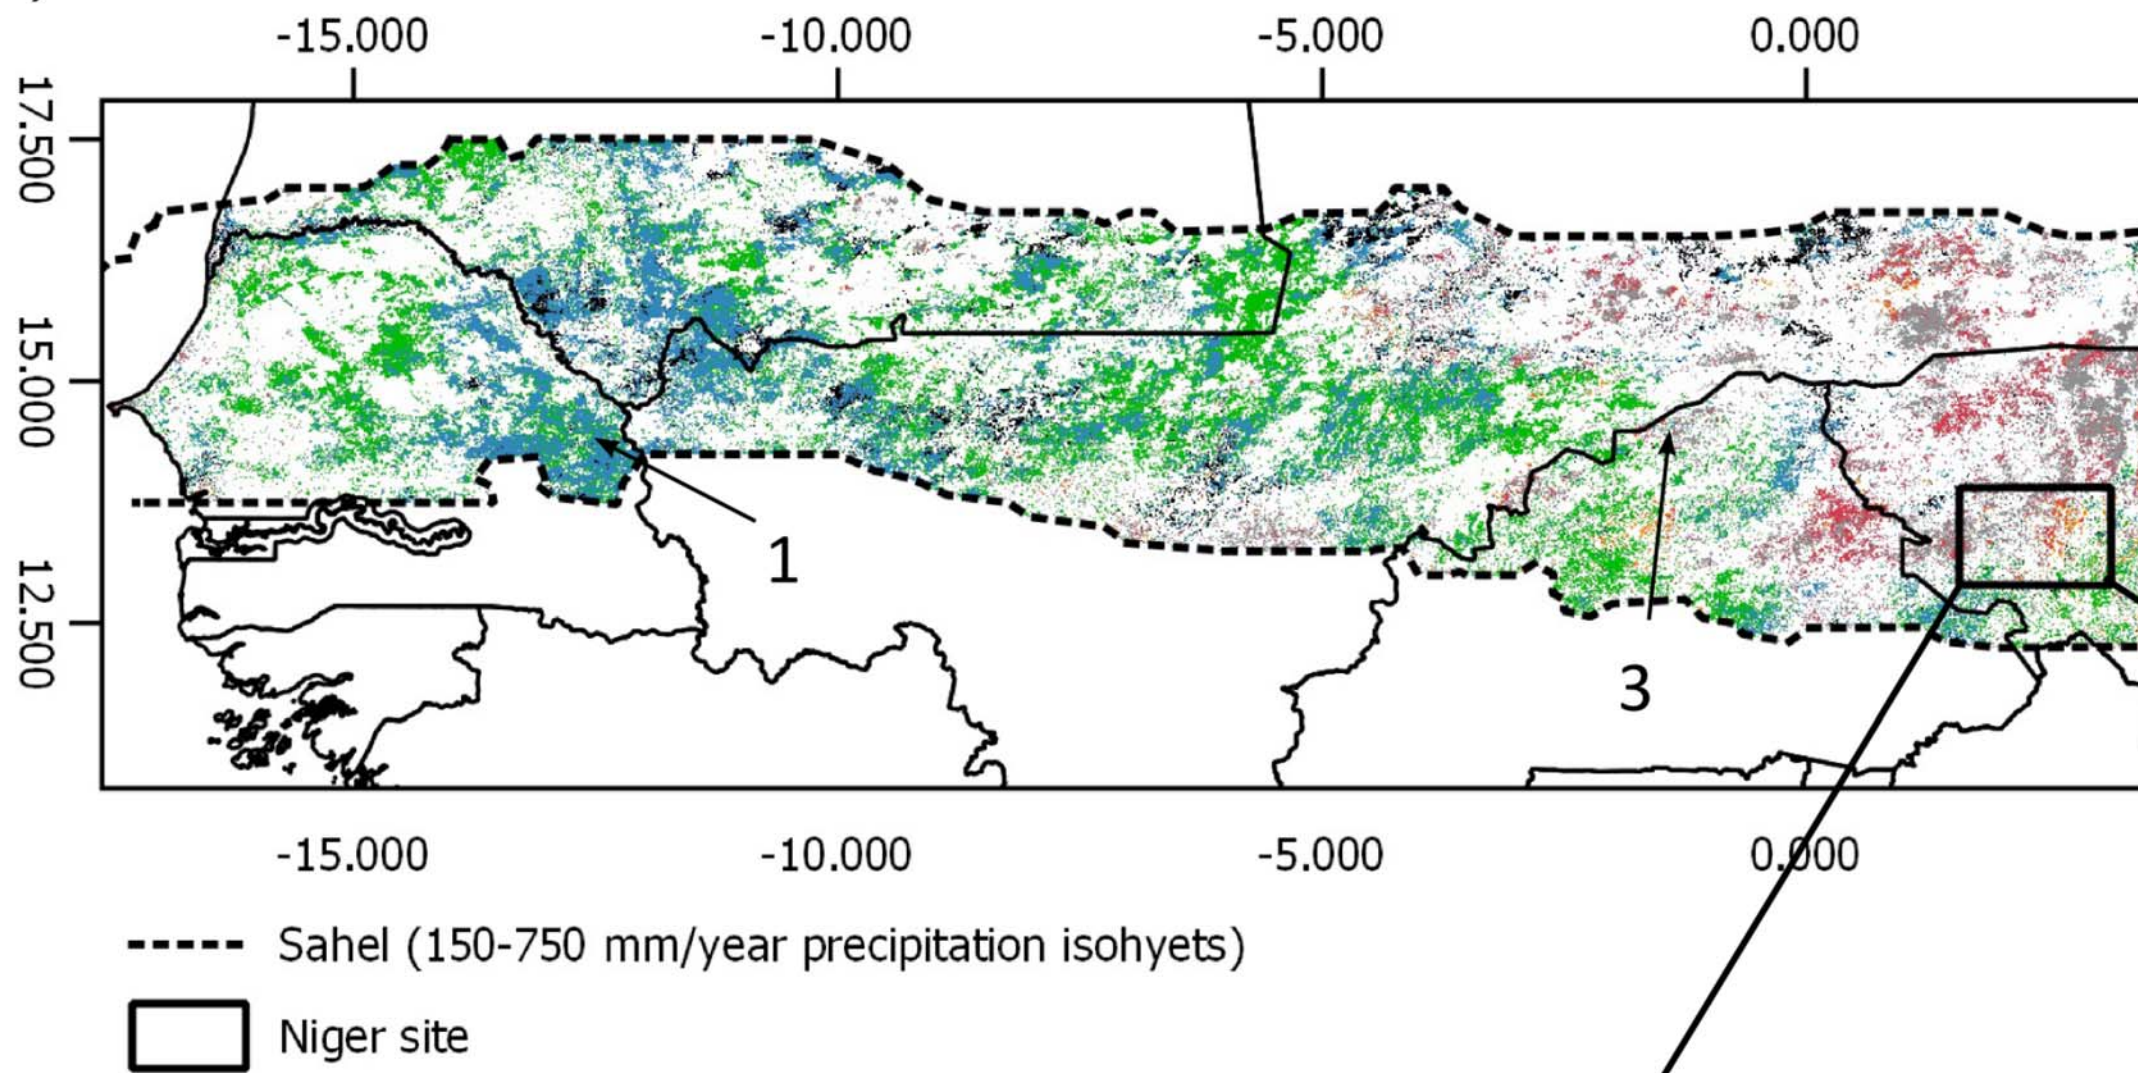 -15.000 -10.000 -5.000 0.000
17.500
15.000
12.500
1
3
-15.000 -10.000 -5.000 0.000
Sahel (150-750 mm/year precipitation isohyets)
Niger site